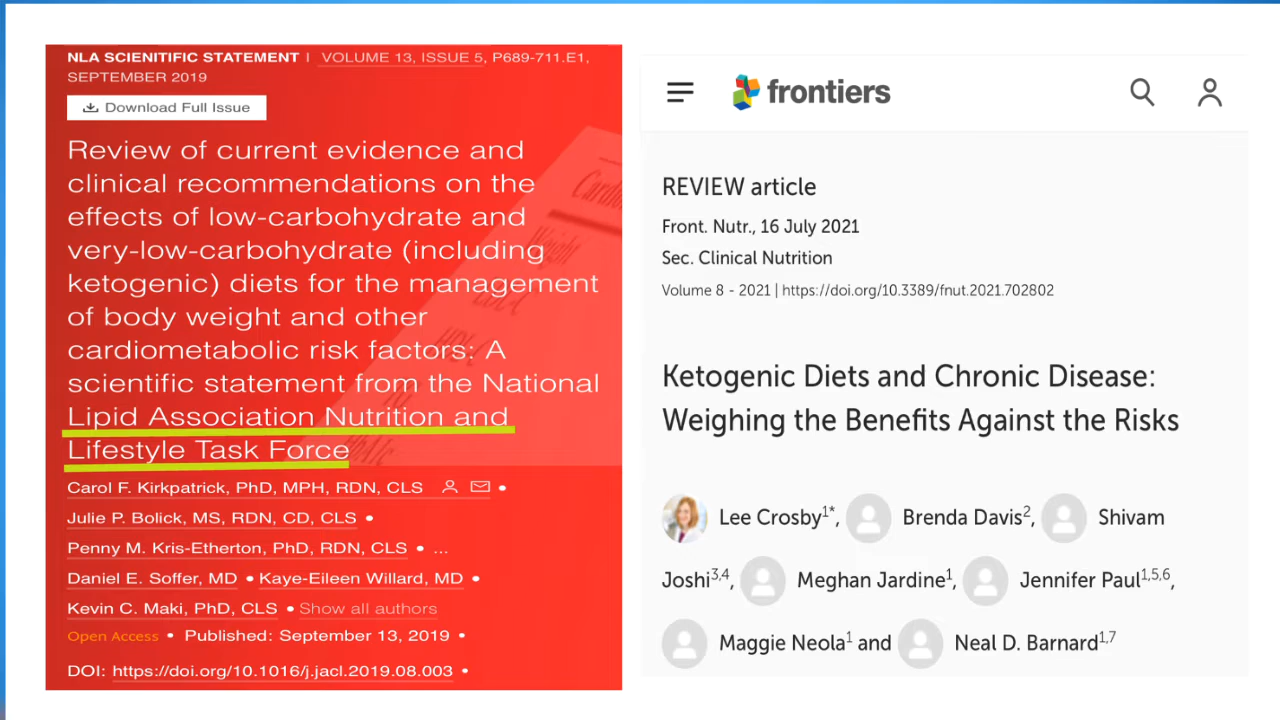 NLA SCIENITIFIC STATEMENT | VOLUME 13, ISSUE 5, P689-711.E1,
SEPTEMBER 2019
Download Full Issue
Review of current evidence and
clinical recommendations on the
effects of low-carbohydrate and
very-low-carbohydrate (including
ketogenic) diets for the management
of body weight and other
cardiometabolic risk factors: A
scientific statement from the National
Lipid Association Nutrition and
Lifestyle Task Force
Carol F. Kirkpatrick, PhD, MPH, RDN, CLS •
Julie P. Bolick, MS, RDN, CD, CLS •
Penny M. Kris-Etherton, PhD, RDN, CLS • ...
Daniel E. Soffer, MD • Kaye-Eileen Willard, MD •
Kevin C. Maki, PhD, CLS • Show all authors
Open Access • Published: September 13, 2019 •
DOI: https://doi.org/10.1016/j.jacl.2019.08.003 •
frontiers
REVIEW article
Front. Nutr., 16 July 2021
Sec. Clinical Nutrition
Volume 8 - 2021 | https://doi.org/10.3389/fnut.2021.702802
Ketogenic Diets and Chronic Disease:
Weighing the Benefits Against the Risks
Lee Crosby1*, Brenda Davis2, Shivam
Joshi3,4, Meghan Jardine1, Jennifer Paul1,5,6,
Maggie Neola1 and Neal D. Barnard1,7